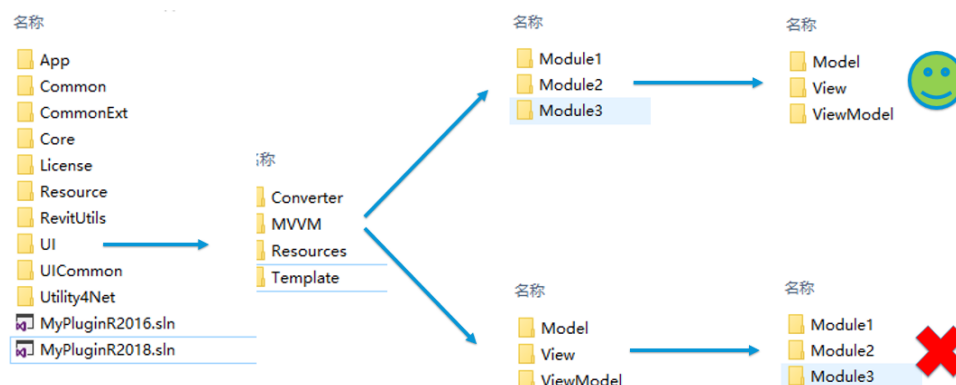 名称
App
Common
CommonExt
Core
License
Resource
RevitUtils
UI
UICommon
Utility4Net
MyPluginR2016.sln
MyPluginR2018.sln
名称
Converter
MVVM
Resources
Template
名称
Module1
Module2
Module3
名称
Model
View
ViewModel
名称
Model
View
ViewModel
名称
Module1
Module2
Module3